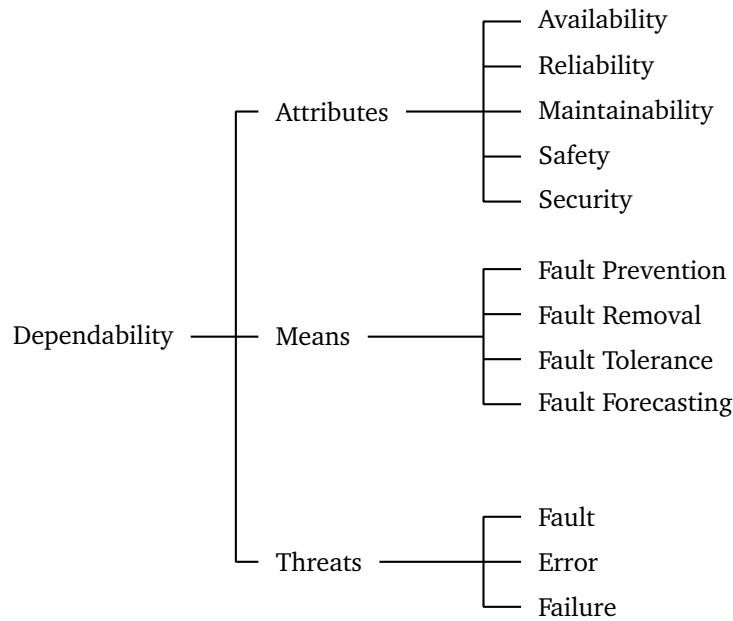 Dependability
Attributes
Availability
Reliability
Maintainability
Safety
Security
Means
Fault Prevention
Fault Removal
Fault Tolerance
Fault Forecasting
Threats
Fault
Error
Failure